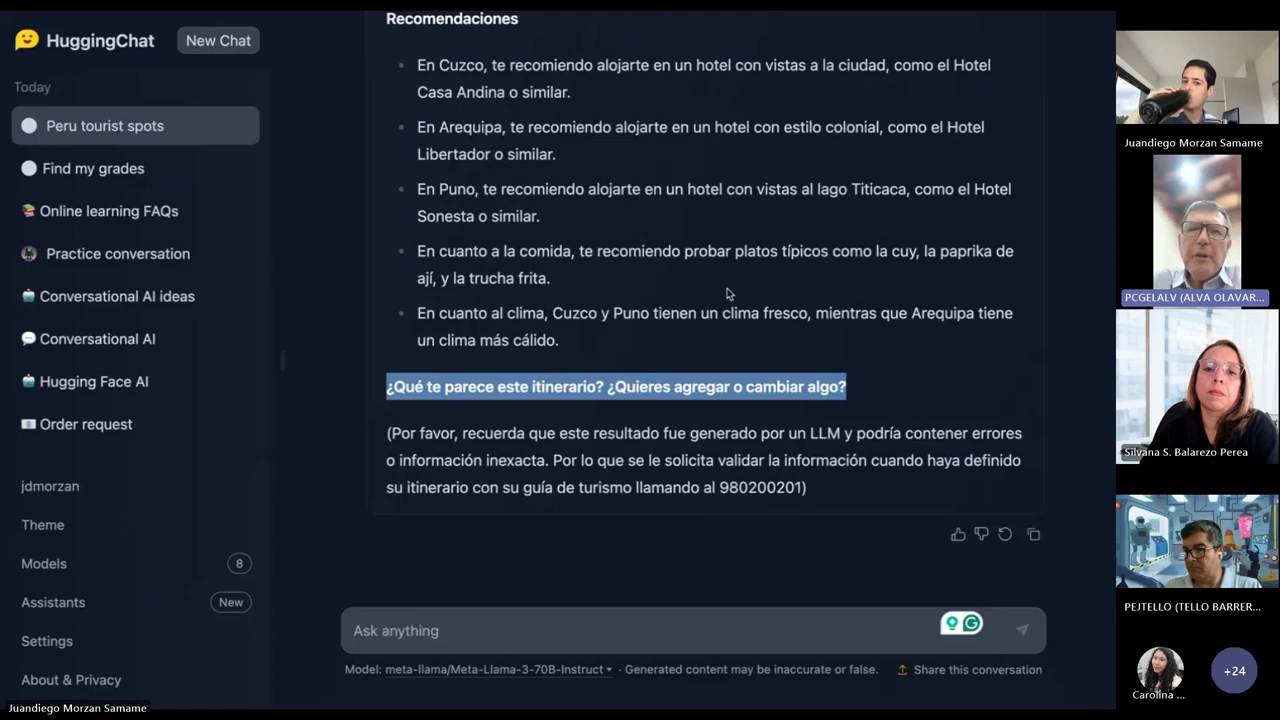 HuggingChat
New Chat
Today
Peru tourist spots
Find my grades
Online learning FAQs
Practice conversation
Conversational AI ideas
Conversational AI
Hugging Face AI
Order request
jdmorzan
Theme
Models 8
Assistants New
Settings
About & Privacy
Juandiego Morzan Samame
Recomendaciones
En Cuzco, te recomiendo alojarte en un hotel con vistas a la ciudad, como el Hotel
Casa Andina o similar.
En Arequipa, te recomiendo alojarte en un hotel con estilo colonial, como el Hotel
Libertador o similar.
En Puno, te recomiendo alojarte en un hotel con vistas al lago Titicaca, como el Hotel
Sonesta o similar.
En cuanto a la comida, te recomiendo probar platos típicos como la cuy, la paprika de
ají, y la trucha frita.
En cuanto al clima, Cuzco y Puno tienen un clima fresco, mientras que Arequipa tiene
un clima más cálido.
¿Qué te parece este itinerario? ¿Quieres agregar o cambiar algo?
(Por favor, recuerda que este resultado fue generado por un LLM y podría contener errores
o información inexacta. Por lo que se le solicita validar la información cuando haya definido
su itinerario con su guía de turismo llamando al 980200201)
Ask anything
Model: meta-llama/Meta-Llama-3-70B-Instruct · Generated content may be inaccurate or false.
Share this conversation
Juandiego Morzan Samame
PCGELALV (ALVA OLAVAR...
Silvana S. Balarezo Perea
PEJTELLO (TELLO BARRER...
Carolina ...
+24